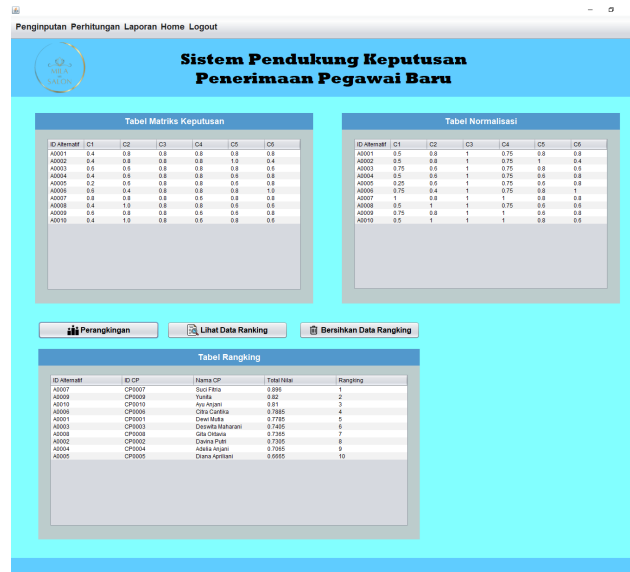 Penginputan Perhitungan Laporan Home Logout
Sistem Pendukung Keputusan
Penerimaan Pegawai Baru
Tabel Matriks Keputusan
ID Alternatif C1 C2 C3 C4 C5 C6
A0001 0.4 0.8 0.8 0.8 0.8 0.8
A0002 0.4 0.8 0.8 0.8 1.0 0.4
A0003 0.6 0.6 0.8 0.8 0.8 0.6
A0004 0.4 0.6 0.8 0.8 0.6 0.8
A0005 0.2 0.6 0.8 0.8 0.6 0.8
A0006 0.6 0.4 0.8 0.8 0.8 1.0
A0007 0.8 0.8 0.8 0.6 0.8 0.8
A0008 0.4 1.0 0.8 0.8 0.6 0.6
A0009 0.6 0.8 0.8 0.6 0.6 0.8
A0010 0.4 1.0 0.8 0.6 0.8 0.6
Tabel Normalisasi
ID Alternatif C1 C2 C3 C4 C5 C6
A0001 0.5 0.8 1 0.75 0.8 0.8
A0002 0.5 0.8 1 0.75 1 0.4
A0003 0.75 0.6 1 0.75 0.8 0.6
A0004 0.5 0.6 1 0.75 0.6 0.8
A0005 0.25 0.6 1 0.75 0.6 0.8
A0006 0.75 0.4 1 0.75 0.8 1
A0007 1 0.8 1 1 0.8 0.8
A0008 0.5 1 1 0.75 0.6 0.6
A0009 0.75 0.8 1 1 0.6 0.8
A0010 0.5 1 1 1 0.8 0.6
Perangkingan
Lihat Data Ranking
Bersihkan Data Rangking
Tabel Rangking
ID Alternatif ID CP Nama CP Total Nilai Rangking
A0007 CP0007 Suci Fitria 0.896 1
A0009 CP0009 Yunita 0.82 2
A0010 CP0010 Ayu Anjani 0.81 3
A0006 CP0006 Citra Cantika 0.7885 4
A0001 CP0001 Dewi Mutia 0.7785 5
A0003 CP0003 Deswita Maharani 0.7405 6
A0008 CP0008 Gita Oktavia 0.7365 7
A0002 CP0002 Davina Putri 0.7305 8
A0004 CP0004 Adelia Anjani 0.7065 9
A0005 CP0005 Diana Apriliani 0.6665 10